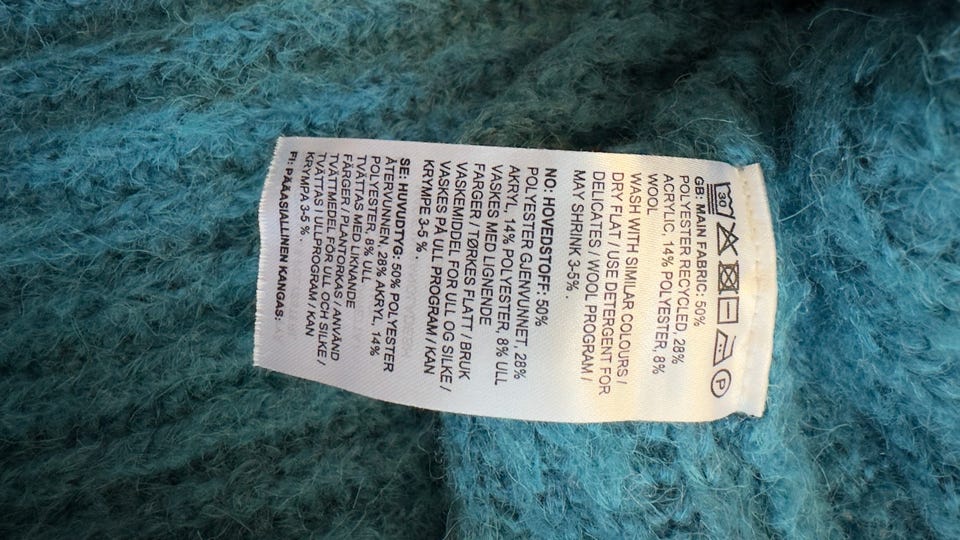 30 P
GB: MAIN FABRIC: 50%
POLYESTER RECYCLED, 28%
ACRYLIC, 14% POLYESTER, 8%
WOOL
WASH WITH SIMILAR COLOURS /
DRY FLAT / USE DETERGENT FOR
DELICATES / WOOL PROGRAM /
MAY SHRINK 3-5% .
NO: HOVEDSTOFF: 50%
POLYESTER GJENVUNNET, 28%
AKRYL, 14% POLYESTER, 8% ULL
VASKES MED LIGNENDE
FARGER / TØRKES FLATT / BRUK
VASKEMIDDEL FOR ULL OG SILKE /
VASKES PÅ ULL PROGRAM / KAN
KRYMPE 3-5 % .
SE: HUVUDTYG: 50% POLYESTER
ÅTERVUNNEN, 28% AKRYL, 14%
POLYESTER, 8% ULL
TVÄTTAS MED LIKNANDE
FÄRGER / PLANTORKAS / ANVÄND
TVÄTTMEDEL FÖR ULL OCH SILKE /
TVÄTTAS I ULLPROGRAM / KAN
KRYMPA 3-5% .
FI: PÄÄASIALLINEN KANGAS: